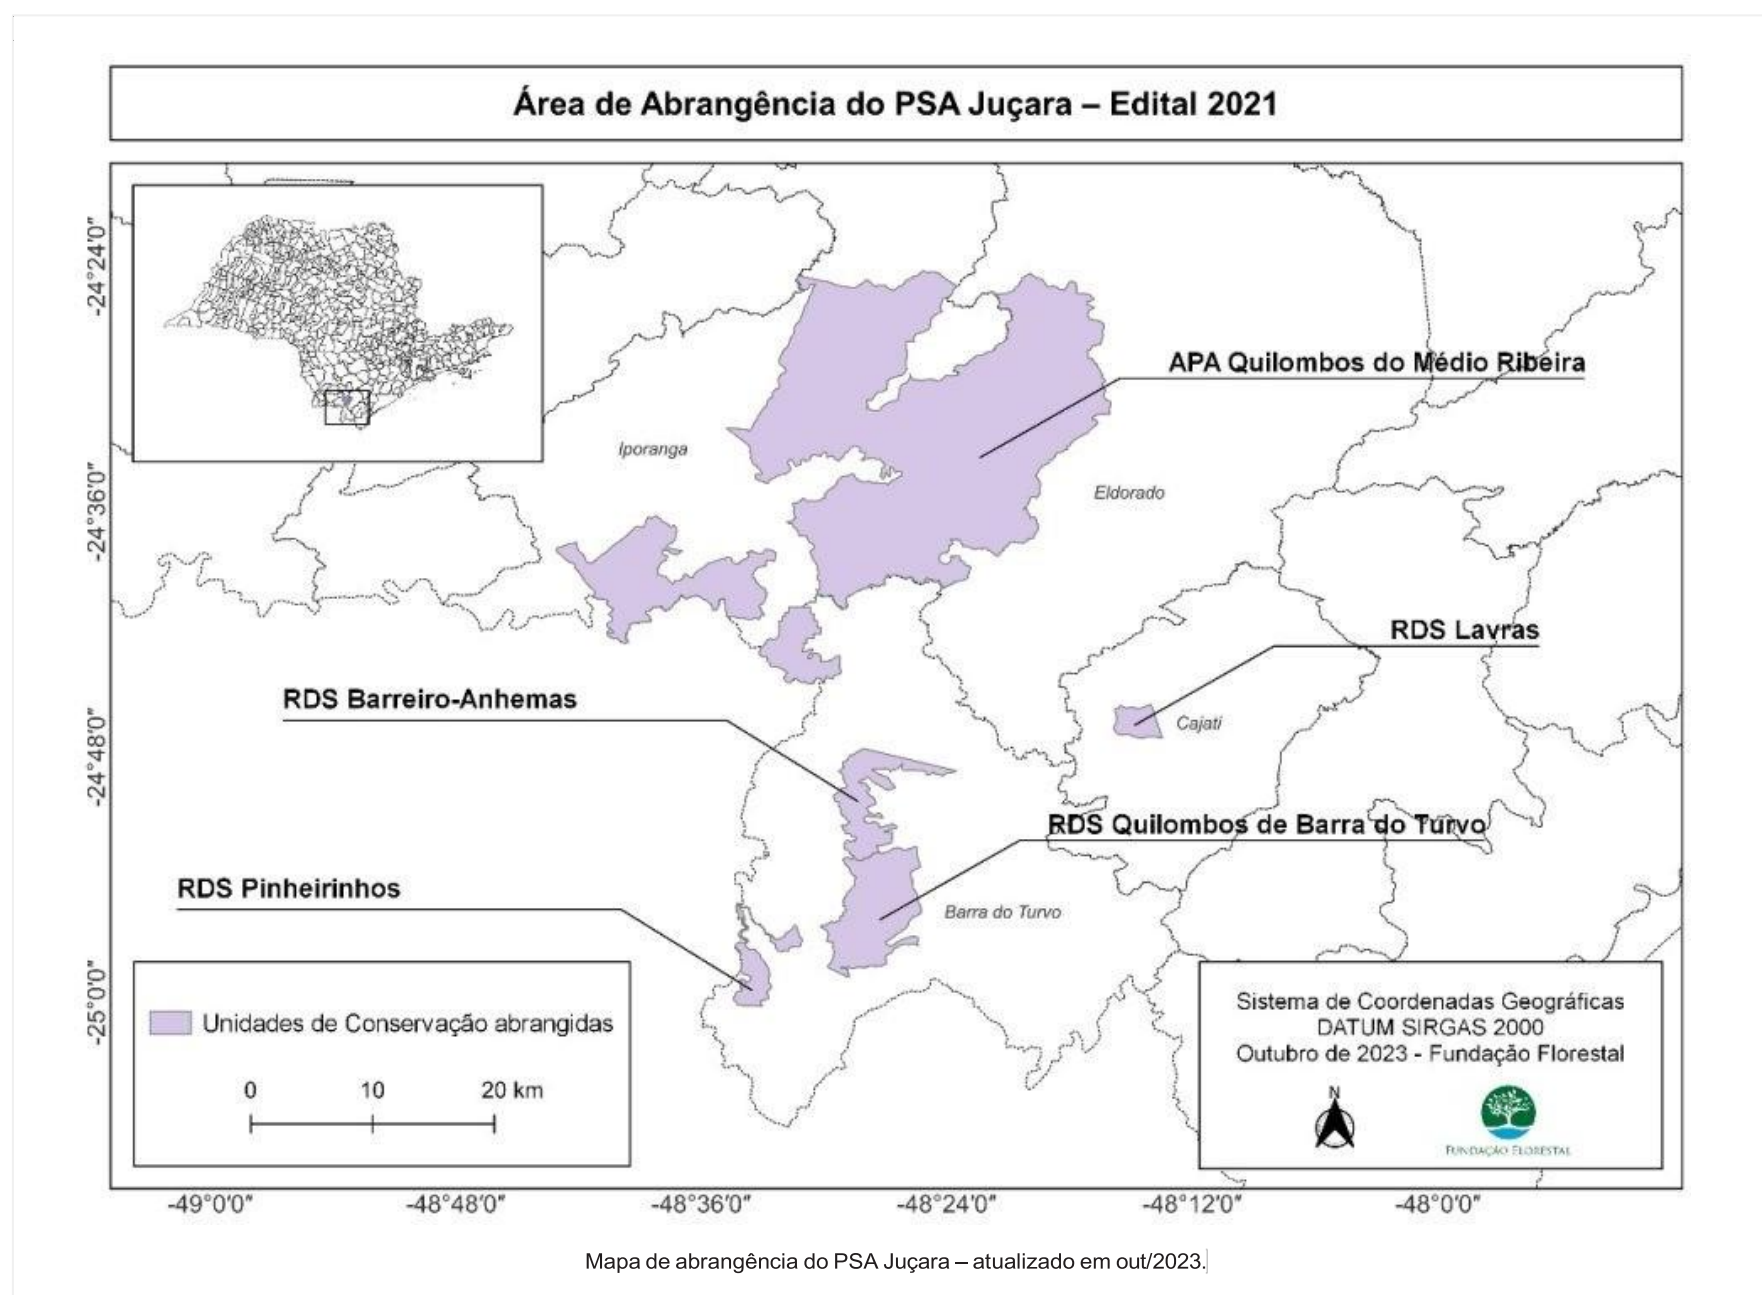 Área de Abrangência do PSA Juçara – Edital 2021
-24°24'0"
-24°36'0"
-24°48'0"
-25°0'0"
APA Quilombos do Médio Ribeira
Iporanga
Eldorado
RDS Lavras
RDS Barreiro-Anhemas
Cajati
RDS Quilombos de Barra do Turvo
RDS Pinheirinhos
Barra do Turvo
Unidades de Conservação abrangidas
0 10 20 km
Sistema de Coordenadas Geográficas
DATUM SIRGAS 2000
Outubro de 2023 - Fundação Florestal
N
FUNDAÇÃO FLORESTAL
-49°0'0" -48°48'0" -48°36'0" -48°24'0" -48°12'0" -48°0'0"
Mapa de abrangência do PSA Juçara – atualizado em out/2023.